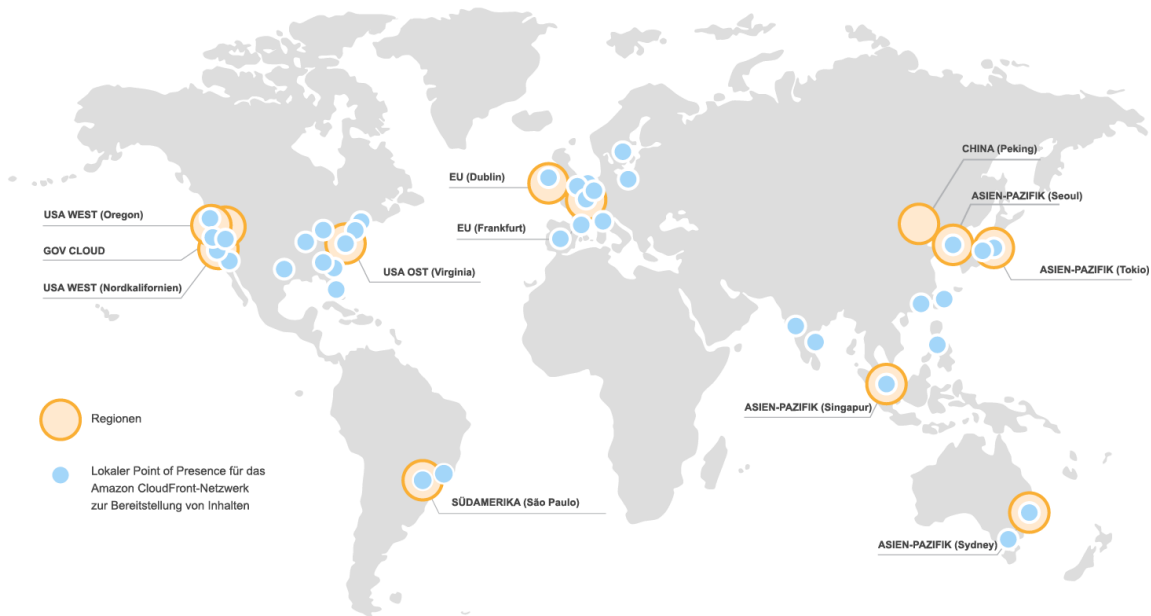 CHINA (Peking)
EU (Dublin)
ASIEN-PAZIFIK (Seoul)
USA WEST (Oregon)
EU (Frankfurt)
GOV CLOUD
USA OST (Virginia)
ASIEN-PAZIFIK (Tokio)
USA WEST (Nordkalifornien)
ASIEN-PAZIFIK (Singapur)
Regionen
Lokaler Point of Presence für das
Amazon CloudFront-Netzwerk
zur Bereitstellung von Inhalten
SÜDAMERIKA (São Paulo)
ASIEN-PAZIFIK (Sydney)